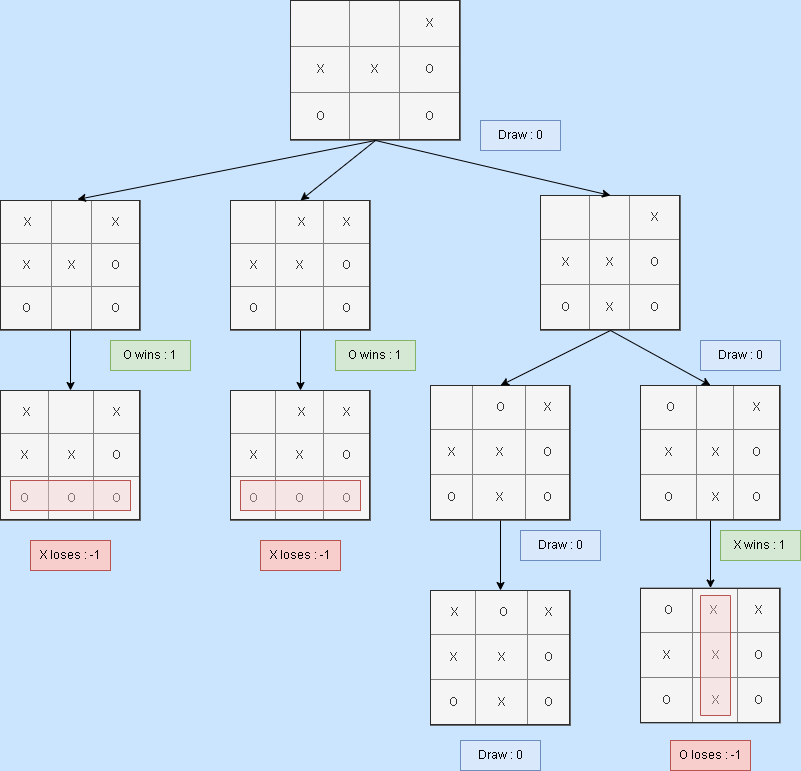 X
X X O
O O
Draw : 0
X X
X X O
O O
X X
X X O
O O
X
X X O
O X O
O wins : 1
O wins : 1
Draw : 0
X X
X X O
O O O
X X
X X O
O O O
O X
X X O
O X O
O X
X X O
O X O
X loses : -1
X loses : -1
Draw : 0
X wins : 1
X O X
X X O
O X O
O X X
X X O
O X O
Draw : 0
O loses : -1